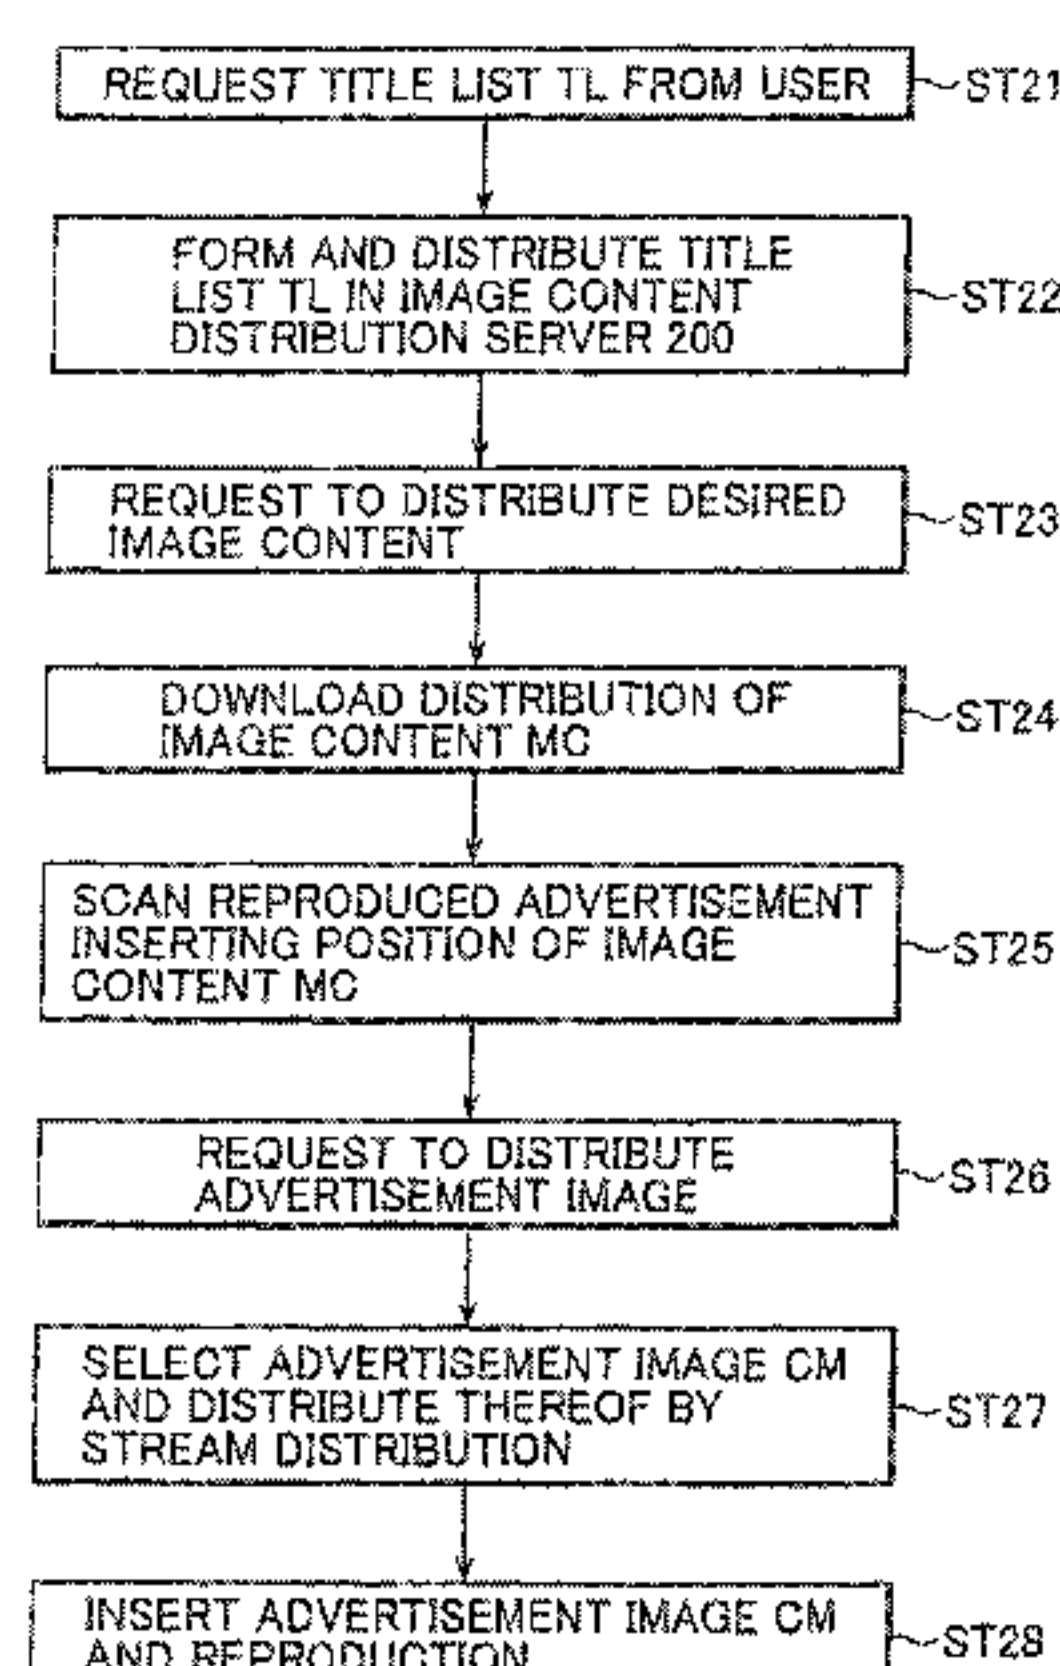 REQUEST TITLE LIST TL FROM USER
ST21
FORM AND DISTRIBUTE TITLE
LIST TL IN IMAGE CONTENT
DISTRIBUTION SERVER 200
ST22
REQUEST TO DISTRIBUTE DESIRED
IMAGE CONTENT
ST23
DOWNLOAD DISTRIBUTION OF
IMAGE CONTENT MC
ST24
SCAN REPRODUCED ADVERTISEMENT
INSERTING POSITION OF IMAGE
CONTENT MC
ST25
REQUEST TO DISTRIBUTE
ADVERTISEMENT IMAGE
ST26
SELECT ADVERTISEMENT IMAGE CM
AND DISTRIBUTE THEREOF BY
STREAM DISTRIBUTION
ST27
INSERT ADVERTISEMENT IMAGE CM
AND REPRODUCTION
ST28